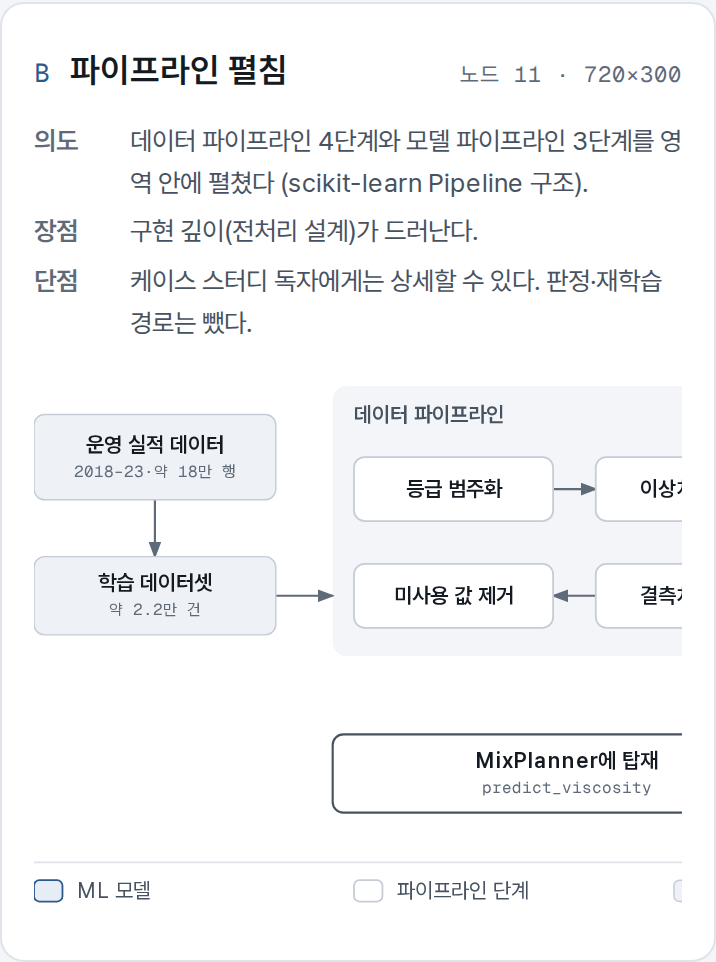 B 파이프라인 펼침 노드 11 · 720×300
의도 데이터 파이프라인 4단계와 모델 파이프라인 3단계를 영
역 안에 펼쳤다 (scikit-learn Pipeline 구조).
장점 구현 깊이(전처리 설계)가 드러난다.
단점 케이스 스터디 독자에게는 상세할 수 있다. 판정·재학습
경로는 뺐다.
데이터 파이프라인
운영 실적 데이터
2018–23·약 18만 행
등급 범주화
이상
학습 데이터셋
약 2.2만 건
미사용 값 제거
결측
MixPlanner에 탑재
predict_viscosity
ML 모델
파이프라인 단계